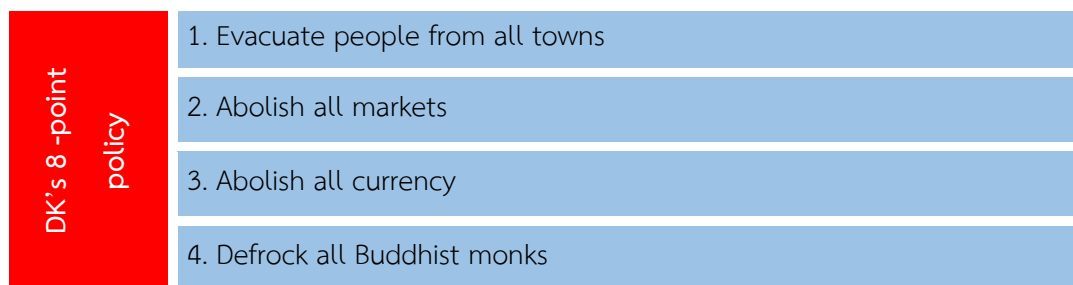 DK's 8 -point
policy
1. Evacuate people from all towns
2. Abolish all markets
3. Abolish all currency
4. Defrock all Buddhist monks